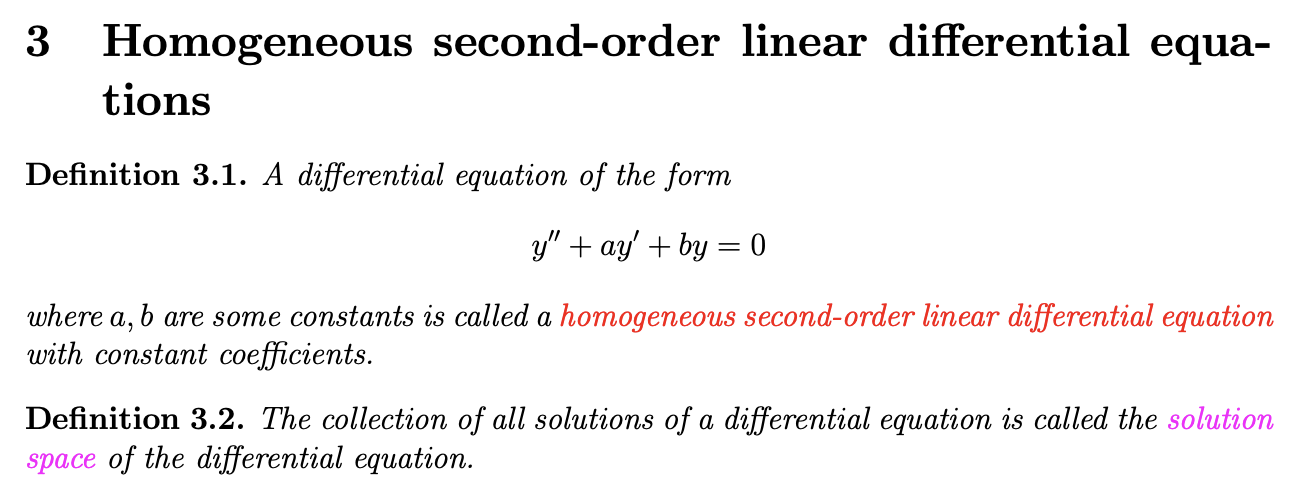 3 Homogeneous second-order linear differential equa-
tions
Definition 3.1. A differential equation of the form
y′′ + ay′ + by = 0
where a, b are some constants is called a homogeneous second-order linear differential equation
with constant coefficients.
Definition 3.2. The collection of all solutions of a differential equation is called the solution
space of the differential equation.